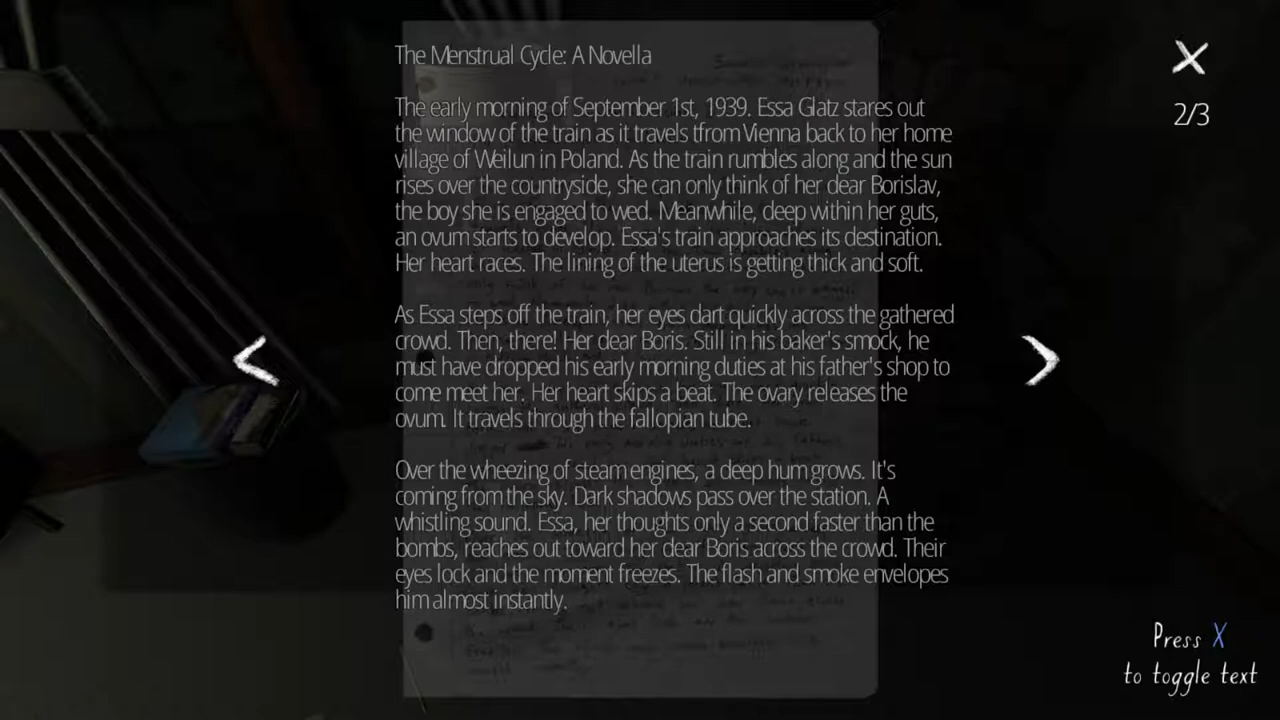 The Menstrual Cycle: A Novella
2/3
The early morning of September 1st, 1939. Essa Glatz stares out
the window of the train as it travels tfrom Vienna back to her home
village of Weilun in Poland. As the train rumbles along and the sun
rises over the countryside, she can only think of her dear Borislav,
the boy she is engaged to wed. Meanwhile, deep within her guts,
an ovum starts to develop. Essa's train approaches its destination.
Her heart races. The lining of the uterus is getting thick and soft.
As Essa steps off the train, her eyes dart quickly across the gathered
crowd. Then, there! Her dear Boris. Still in his baker's smock, he
must have dropped his early morning duties at his father's shop to
come meet her. Her heart skips a beat. The ovary releases the
ovum. It travels through the fallopian tube.
Over the wheezing of steam engines, a deep hum grows. It's
coming from the sky. Dark shadows pass over the station. A
whistling sound. Essa, her thoughts only a second faster than the
bombs, reaches out toward her dear Boris across the crowd. Their
eyes lock and the moment freezes. The flash and smoke envelopes
him almost instantly.
Press X
to toggle text